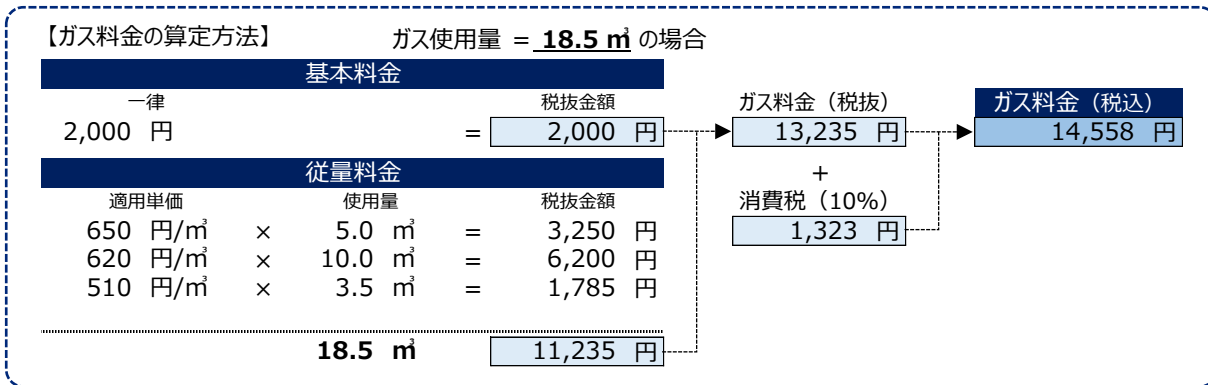 【ガス料金の算定方法】 ガス使用量 = 18.5 ㎥ の場合
基本料金
一律 税抜金額
2,000 円 = 2,000 円
従量料金
適用単価 使用量 税抜金額
650 円/㎥ × 5.0 ㎥ = 3,250 円
620 円/㎥ × 10.0 ㎥ = 6,200 円
510 円/㎥ × 3.5 ㎥ = 1,785 円
18.5 ㎥ 11,235 円
ガス料金（税抜）
13,235 円
+
消費税（10%）
1,323 円
ガス料金（税込）
14,558 円